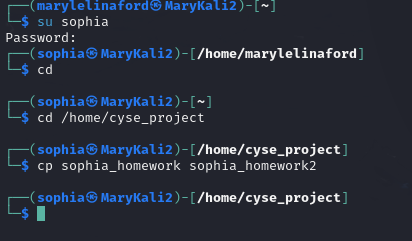 ┌──(marylelinaford㉿MaryKali2)-[~]
└─$ su sophia
Password:
┌──(sophia㉿MaryKali2)-[/home/marylelinaford]
└─$ cd
┌──(sophia㉿MaryKali2)-[~]
└─$ cd /home/cyse_project
┌──(sophia㉿MaryKali2)-[/home/cyse_project]
└─$ cp sophia_homework sophia_homework2
┌──(sophia㉿MaryKali2)-[/home/cyse_project]
└─$